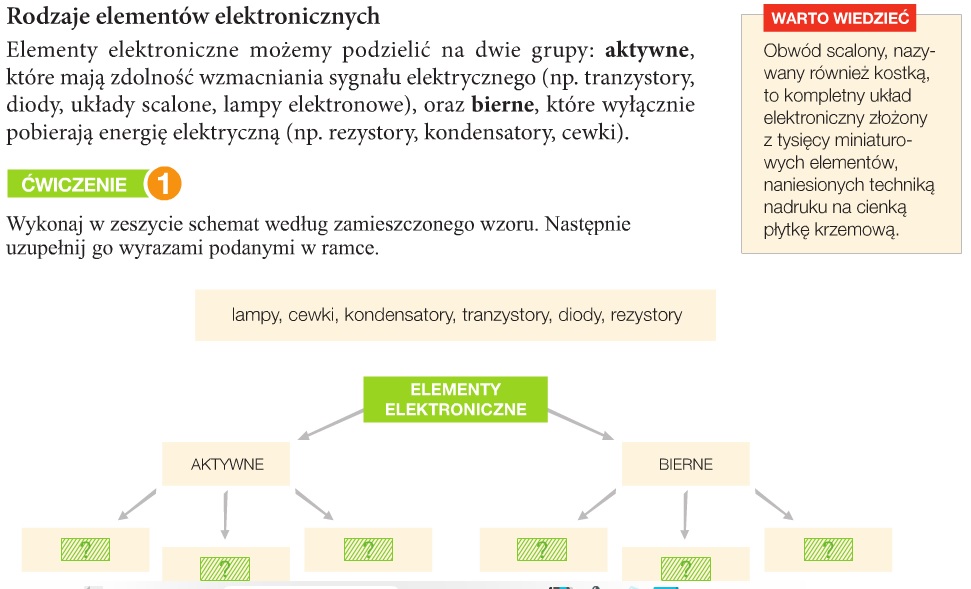 Rodzaje elementów elektronicznych
Elementy elektroniczne możemy podzielić na dwie grupy: aktywne,
które mają zdolność wzmacniania sygnału elektrycznego (np. tranzystory,
diody, układy scalone, lampy elektronowe), oraz bierne, które wyłącznie
pobierają energię elektryczną (np. rezystory, kondensatory, cewki).
WARTO WIEDZIEĆ
Obwód scalony, nazy-
wany również kostką,
to kompletny układ
elektroniczny złożony
z tysięcy miniaturo-
wych elementów,
naniesionych techniką
nadruku na cienką
płytkę krzemową.
ĆWICZENIE 1
Wykonaj w zeszycie schemat według zamieszczonego wzoru. Następnie
uzupełnij go wyrazami podanymi w ramce.
lampy, cewki, kondensatory, tranzystory, diody, rezystory
ELEMENTY
ELEKTRONICZNE
AKTYWNE
BIERNE
?
?
?
?
?
?